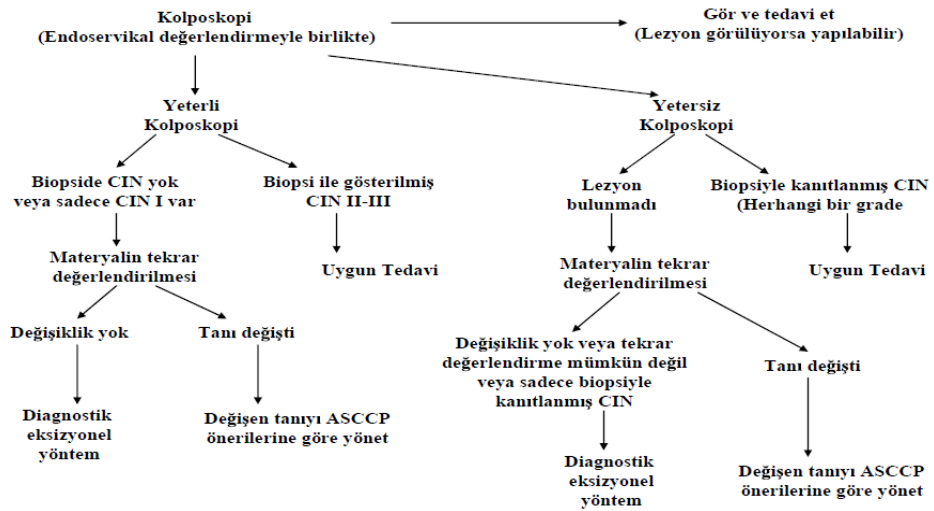 Kolposkopi
(Endoservikal değerlendirmeyle birlikte)
Gör ve tedavi et
(Lezyon görülüyorsa yapılabilir)
Yeterli
Kolposkopi
Yetersiz
Kolposkopi
Biopside CIN yok
veya sadece CIN I var
Biopsi ile gösterilmiş
CIN II-III
Lezyon
bulunmadı
Biopsiyle kanıtlanmış CIN
(Herhangi bir grade
Materyalin tekrar
değerlendirilmesi
Uygun Tedavi
Materyalin tekrar
değerlendirilmesi
Uygun Tedavi
Değişiklik yok
Tanı değişti
Değişiklik yok veya tekrar
değerlendirme mümkün değil
veya sadece biopsiyle
kanıtlanmış CIN
Tanı değişti
Diagnostik
eksizyonel
yöntem
Değişen tanıyı ASCCP
önerilerine göre yönet
Diagnostik
eksizyonel
yöntem
Değişen tanıyı ASCCP
önerilerine göre yönet